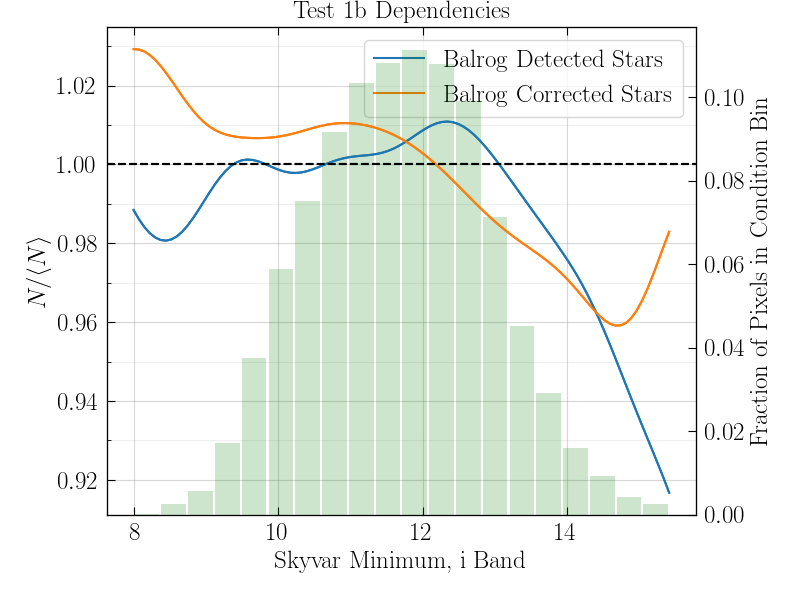 Test 1b Dependencies
Balrog Detected Stars
Balrog Corrected Stars
N/⟨N⟩
1.02
1.00
0.98
0.96
0.94
0.92
0.10
0.08
0.06
0.04
0.02
0.00
Fraction of Pixels in Condition Bin
8
10
12
14
Skyvar Minimum, i Band